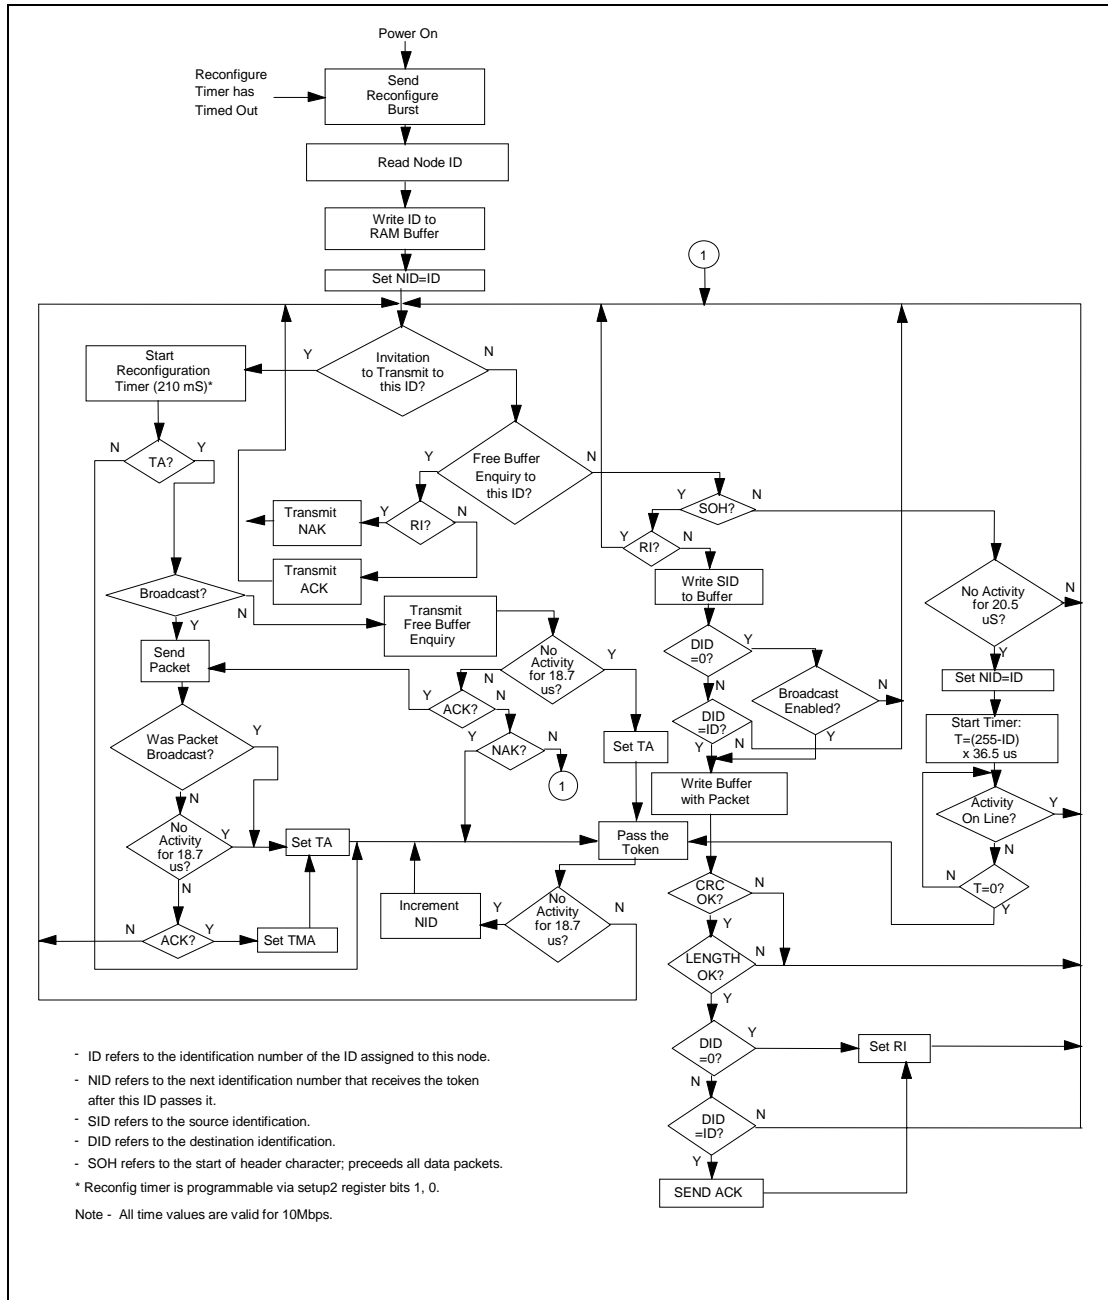 Power On
Reconfigure
Timer has
Timed Out
Send
Reconfigure
Burst
Read Node ID
Write ID to
RAM Buffer
1
Set NID=ID
Start
Reconfiguration
Timer (210 mS)*
Y
Invitation
to Transmit to
this ID?
N
N
TA?
Y
Y
Free Buffer
Enquiry to
this ID?
N
Transmit
NAK
Y
RI?
N
Transmit
ACK
Y
SOH?
N
Y
RI?
N
Write SID
to Buffer
No Activity
for 20.5
uS?
N
Y
Broadcast?
N
Y
Transmit
Free Buffer
Enquiry
No
Activity
for 18.7
us?
N
Y
DID
=0?
Y
N
Broadcast
Enabled?
N
Y
Set NID=ID
Send
Packet
Y
ACK?
N
DID
=ID?
Y
N
Start Timer:
T=(255-ID)
x 36.5 us
Was Packet
Broadcast?
Y
N
NAK?
Y
N
1
Set TA
Write Buffer
with Packet
Activity
On Line?
Y
N
No
Activity
for 18.7
us?
Y
N
Set TA
Pass the
Token
N
T=0?
Y
CRC
OK?
N
Y
Increment
NID
Y
No
Activity
for 18.7
us?
N
N
ACK?
Y
Set TMA
LENGTH
OK?
N
Y
DID
=0?
Y
N
Set RI
DID
=ID?
N
Y
SEND ACK
- ID refers to the identification number of the ID assigned to this node.
- NID refers to the next identification number that receives the token
after this ID passes it.
- SID refers to the source identification.
- DID refers to the destination identification.
- SOH refers to the start of header character; preceeds all data packets.
* Reconfig timer is programmable via setup2 register bits 1, 0.
Note - All time values are valid for 10Mbps.